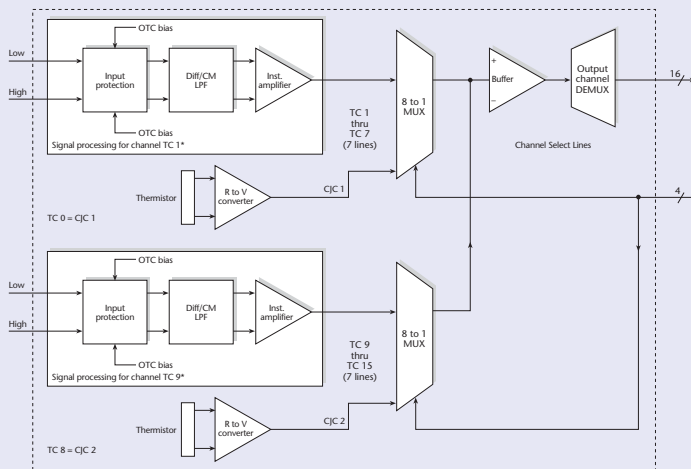 OTC bias
Low
High
Input
protection
Diff/CM
LPF
Inst.
amplifier
OTC bias
Signal processing for channel TC 1*
TC 1
thru
TC 7
(7 lines)
8 to 1
MUX
+
Buffer
–
Output
channel
DEMUX
16
Channel Select Lines
4
Thermistor
R to V
converter
CJC 1
TC 0 = CJC 1
OTC bias
Low
High
Input
protection
Diff/CM
LPF
Inst.
amplifier
OTC bias
Signal processing for channel TC 9*
TC 9
thru
TC 15
(7 lines)
8 to 1
MUX
Thermistor
R to V
converter
CJC 2
TC 8 = CJC 2